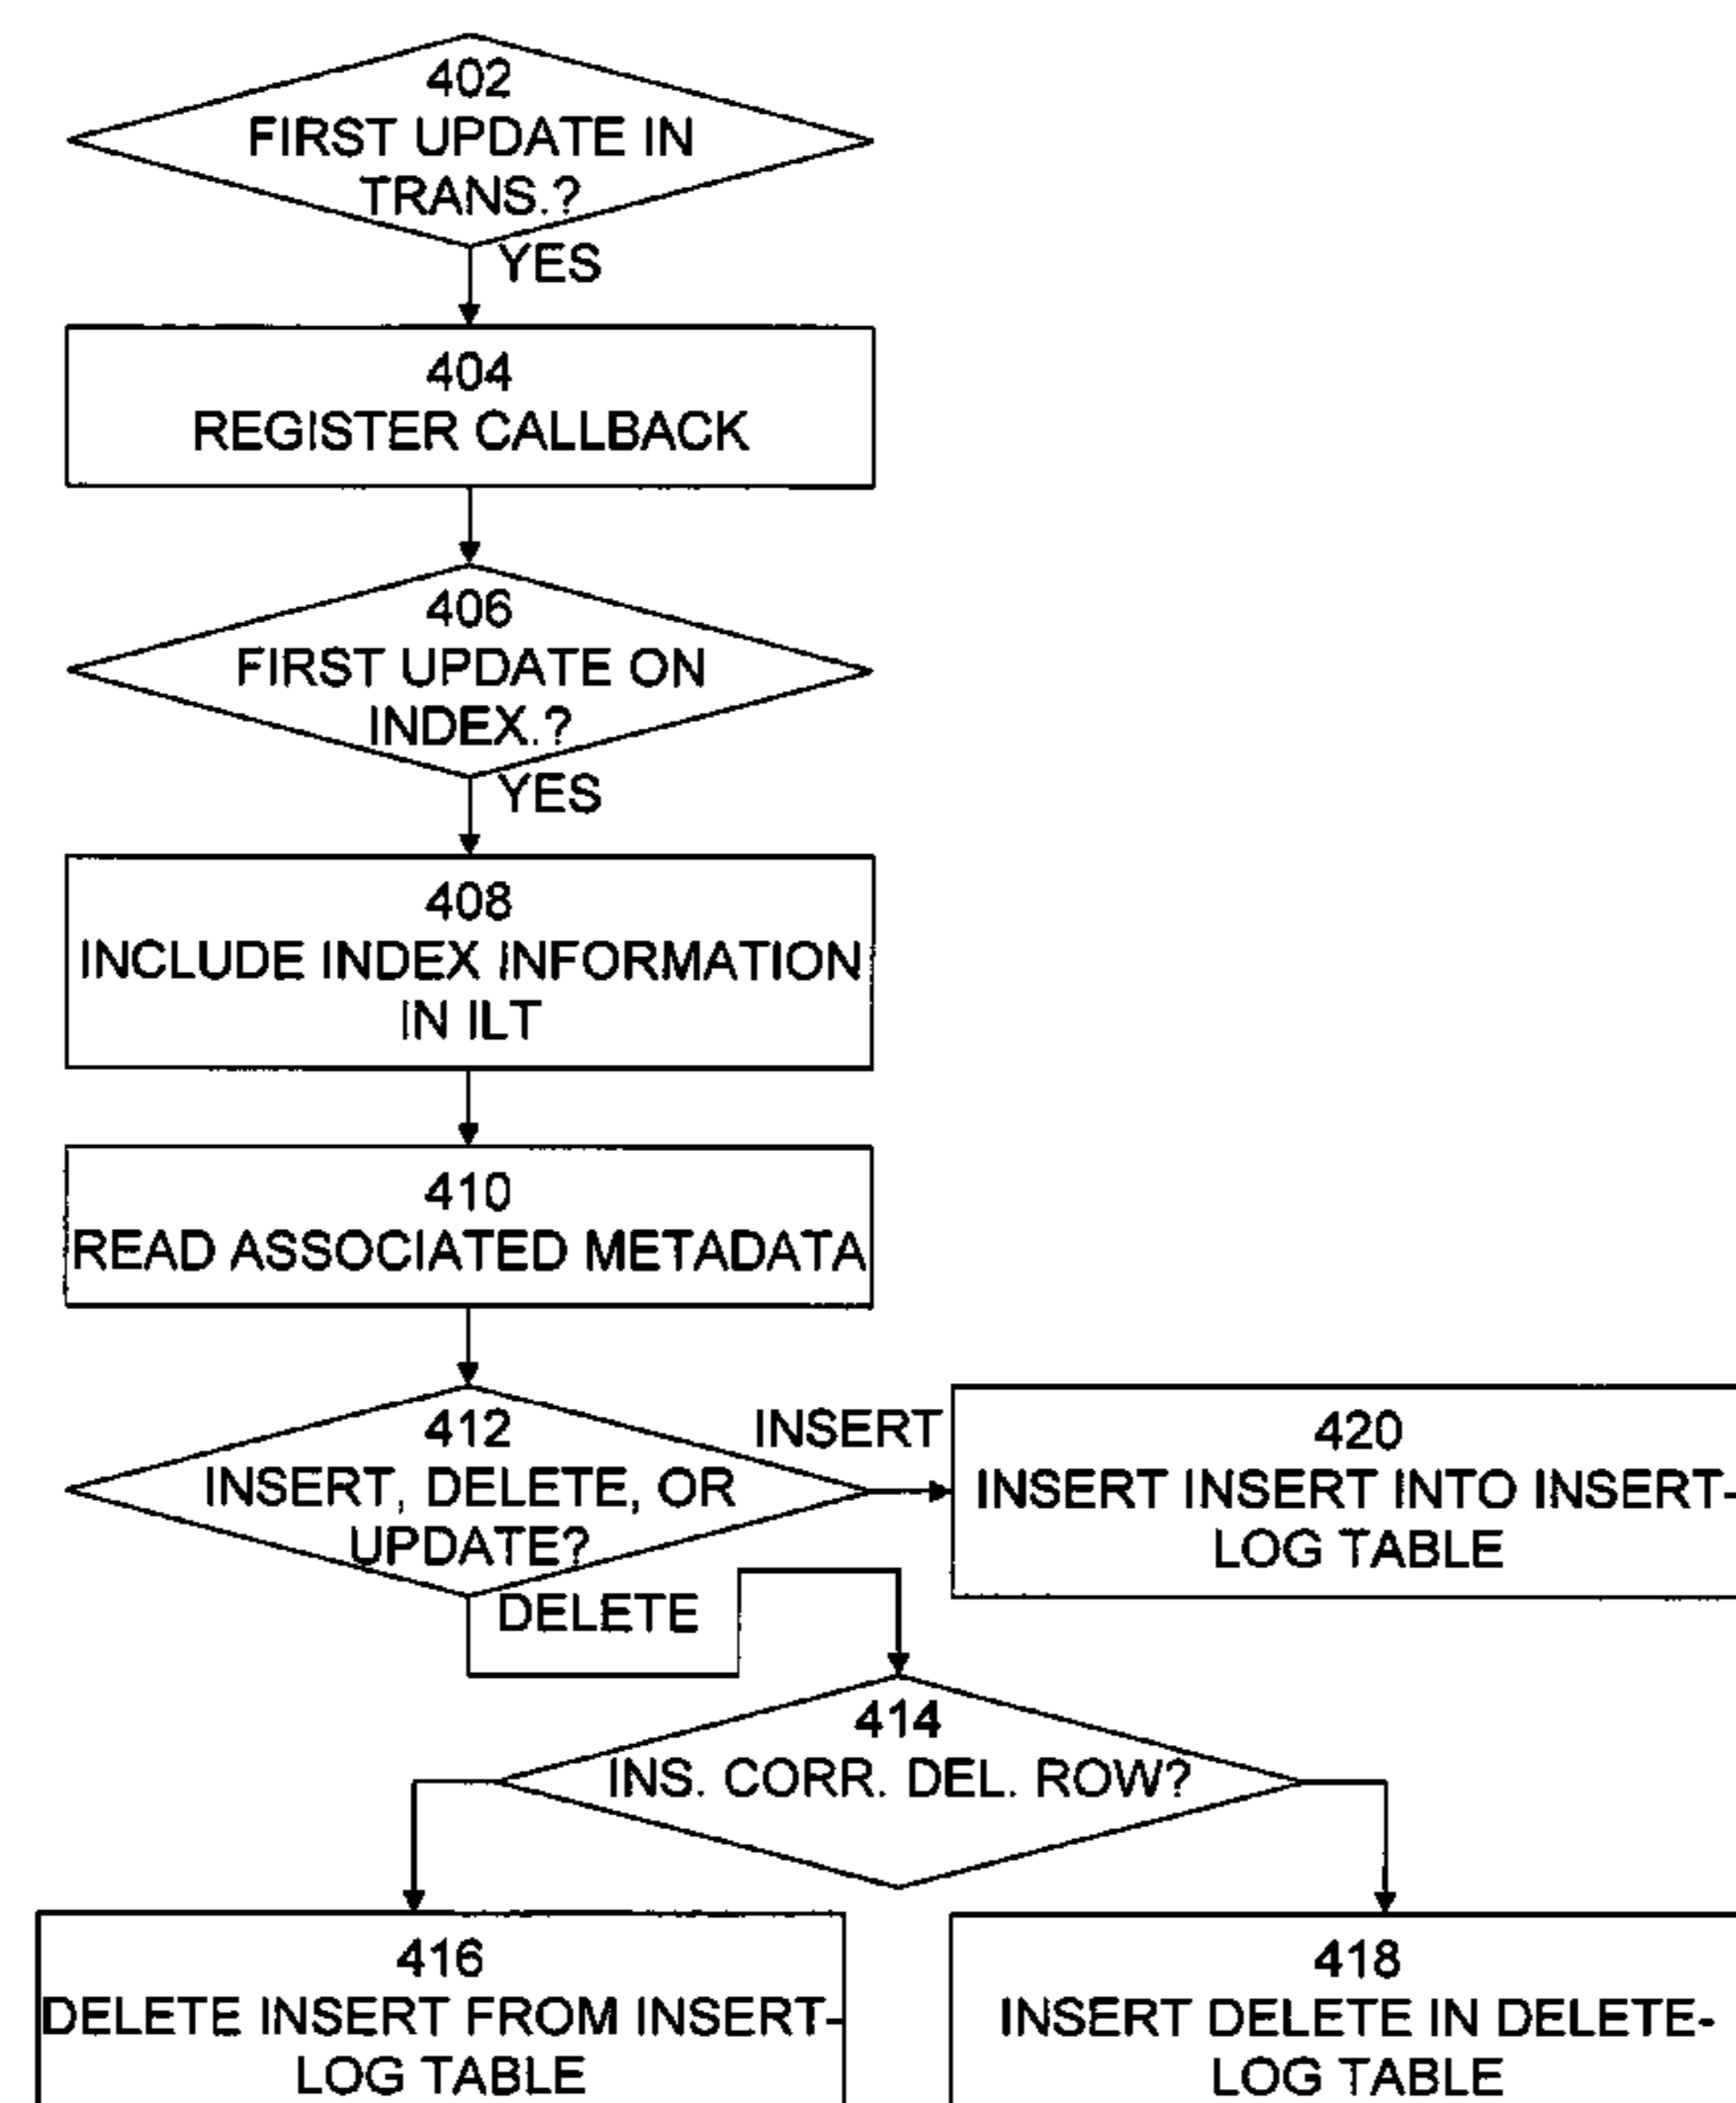 402
FIRST UPDATE IN
TRANS.?
YES
404
REGISTER CALLBACK
406
FIRST UPDATE ON
INDEX.?
YES
408
INCLUDE INDEX INFORMATION
IN ILT
410
READ ASSOCIATED METADATA
412
INSERT, DELETE, OR
UPDATE?
INSERT
420
INSERT INSERT INTO INSERT-
LOG TABLE
DELETE
414
INS. CORR. DEL. ROW?
416
DELETE INSERT FROM INSERT-
LOG TABLE
418
INSERT DELETE IN DELETE-
LOG TABLE